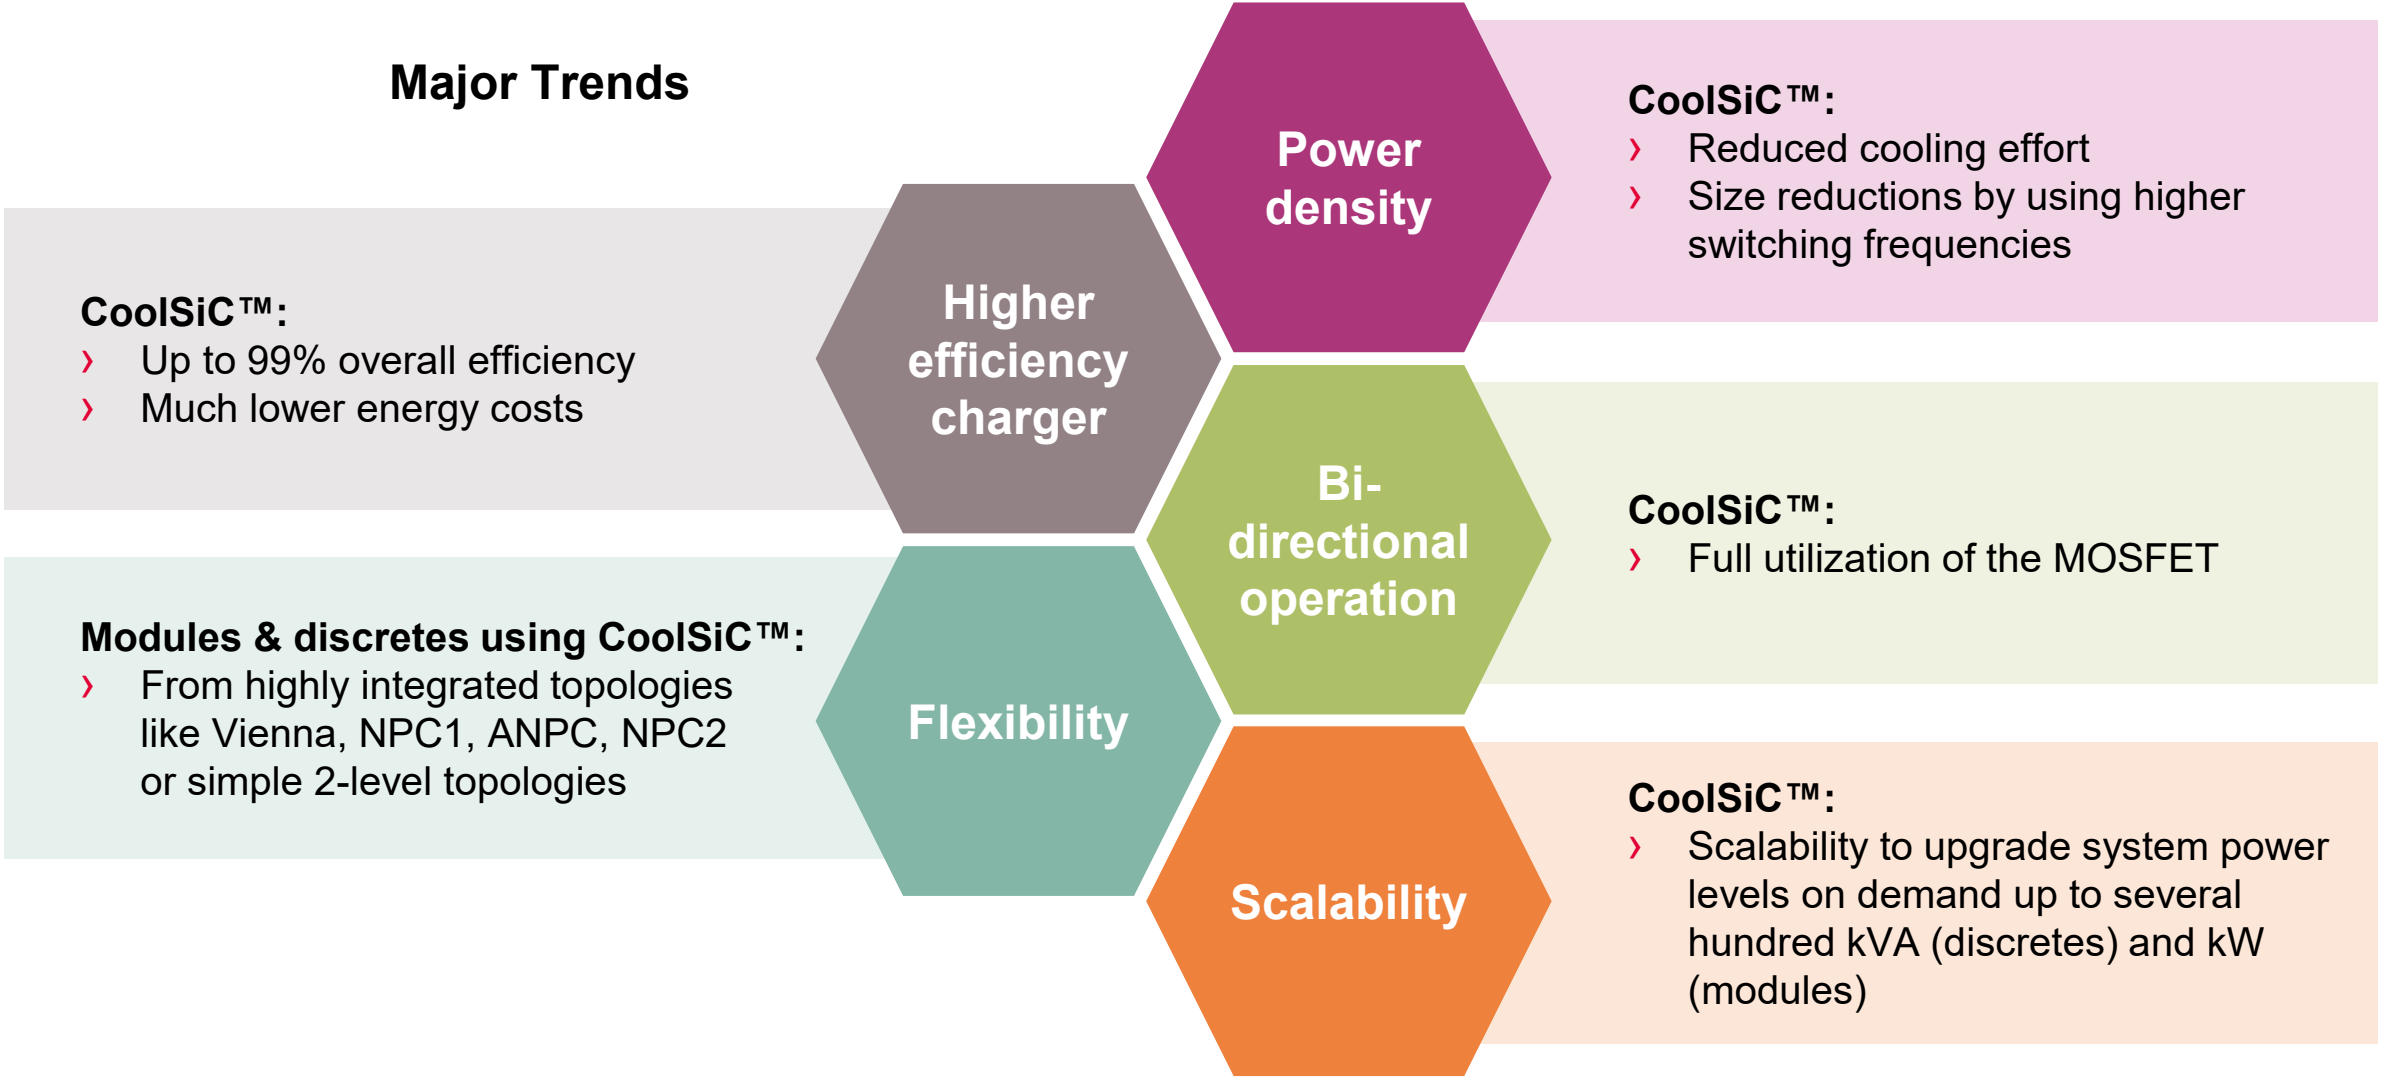 Major Trends
Power
density
CoolSiC™:
› Reduced cooling effort
› Size reductions by using higher
switching frequencies
CoolSiC™:
› Up to 99% overall efficiency
› Much lower energy costs
Higher
efficiency
charger
Bi-
directional
operation
CoolSiC™:
› Full utilization of the MOSFET
Modules & discretes using CoolSiC™:
› From highly integrated topologies
like Vienna, NPC1, ANPC, NPC2
or simple 2-level topologies
Flexibility
Scalability
CoolSiC™:
› Scalability to upgrade system power
levels on demand up to several
hundred kVA (discretes) and kW
(modules)